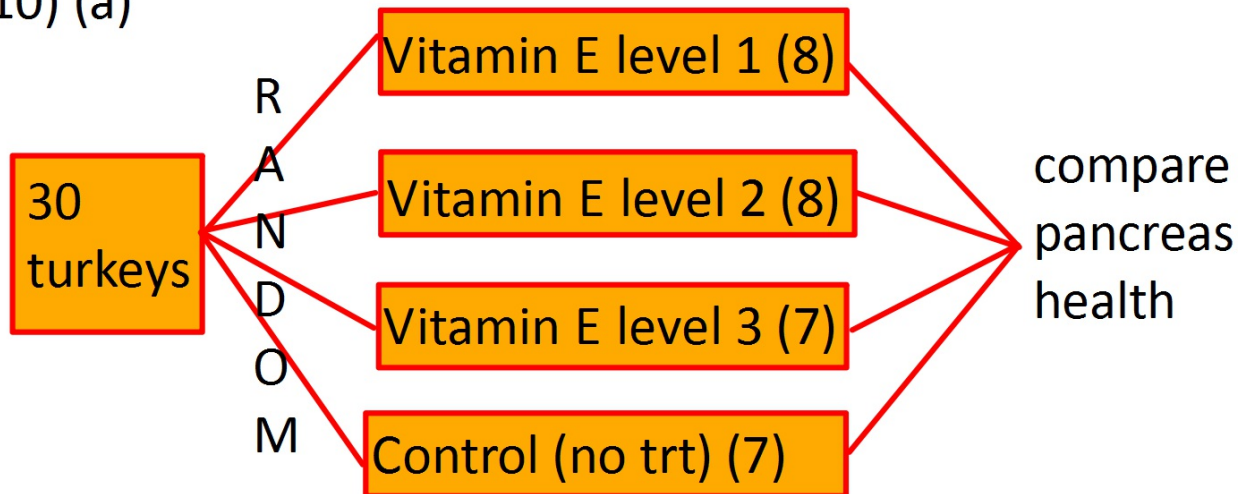 10) (a)
30
turkeys
RANDOM
Vitamin E level 1 (8)
Vitamin E level 2 (8)
Vitamin E level 3 (7)
Control (no trt) (7)
compare
pancreas
health